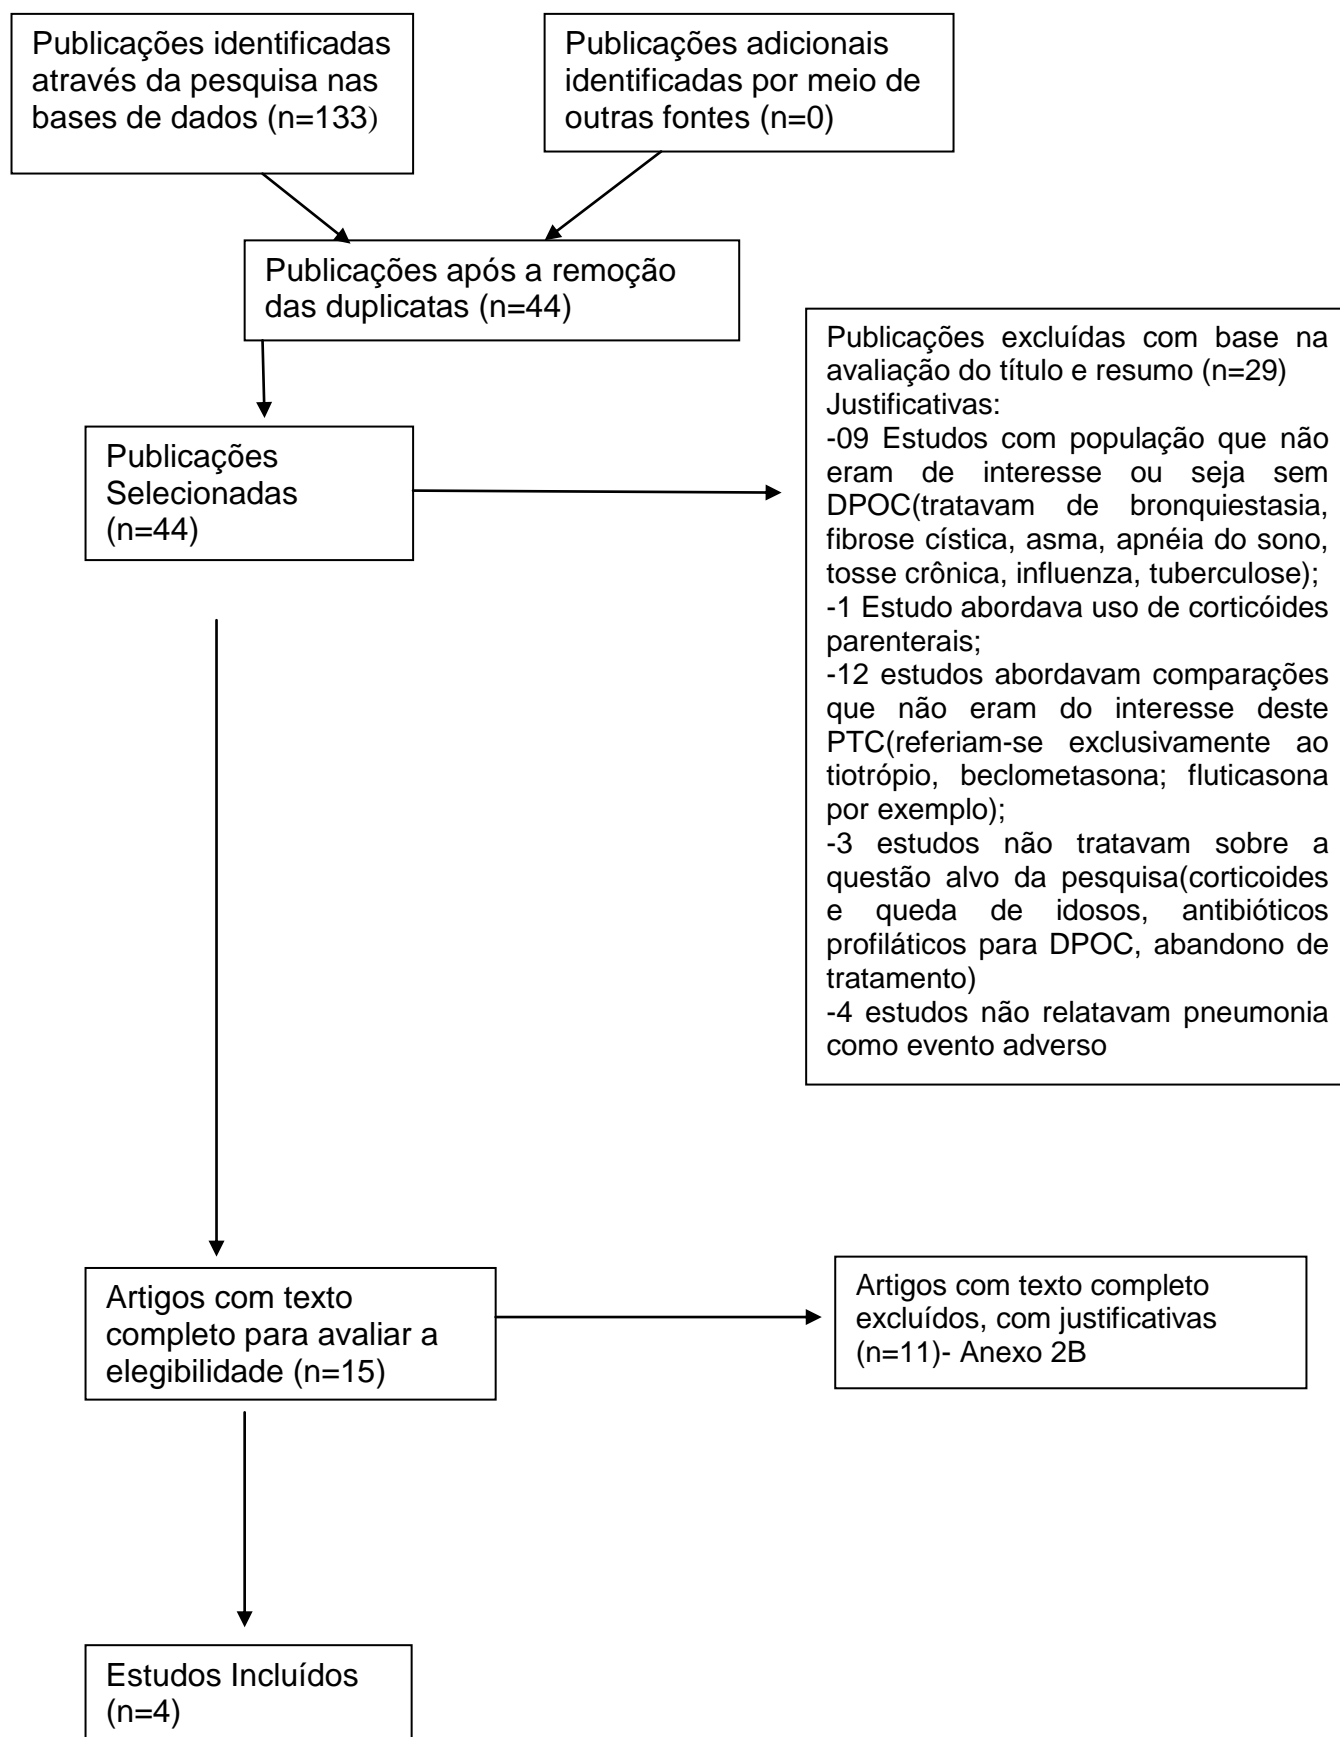 Publicações identificadas
através da pesquisa nas
bases de dados (n=133)
Publicações adicionais
identificadas por meio de
outras fontes (n=0)
Publicações após a remoção
das duplicatas (n=44)
Publicações
Selecionadas
(n=44)
Publicações excluídas com base na
avaliação do título e resumo (n=29)
Justificativas:
-09 Estudos com população que não
eram de interesse ou seja sem
DPOC(tratavam de bronquiestasia,
fibrose cística, asma, apnéia do sono,
tosse crônica, influenza, tuberculose);
-1 Estudo abordava uso de corticóides
parenterais;
-12 estudos abordavam comparações
que não eram do interesse deste
PTC(referiam-se exclusivamente ao
tiotrópio, beclometasona; fluticasona
por exemplo);
-3 estudos não tratavam sobre a
questão alvo da pesquisa(corticoides
e queda de idosos, antibióticos
profiláticos para DPOC, abandono de
tratamento)
-4 estudos não relatavam pneumonia
como evento adverso
Artigos com texto
completo para avaliar a
elegibilidade (n=15)
Artigos com texto completo
excluídos, com justificativas
(n=11)- Anexo 2B
Estudos Incluídos
(n=4)